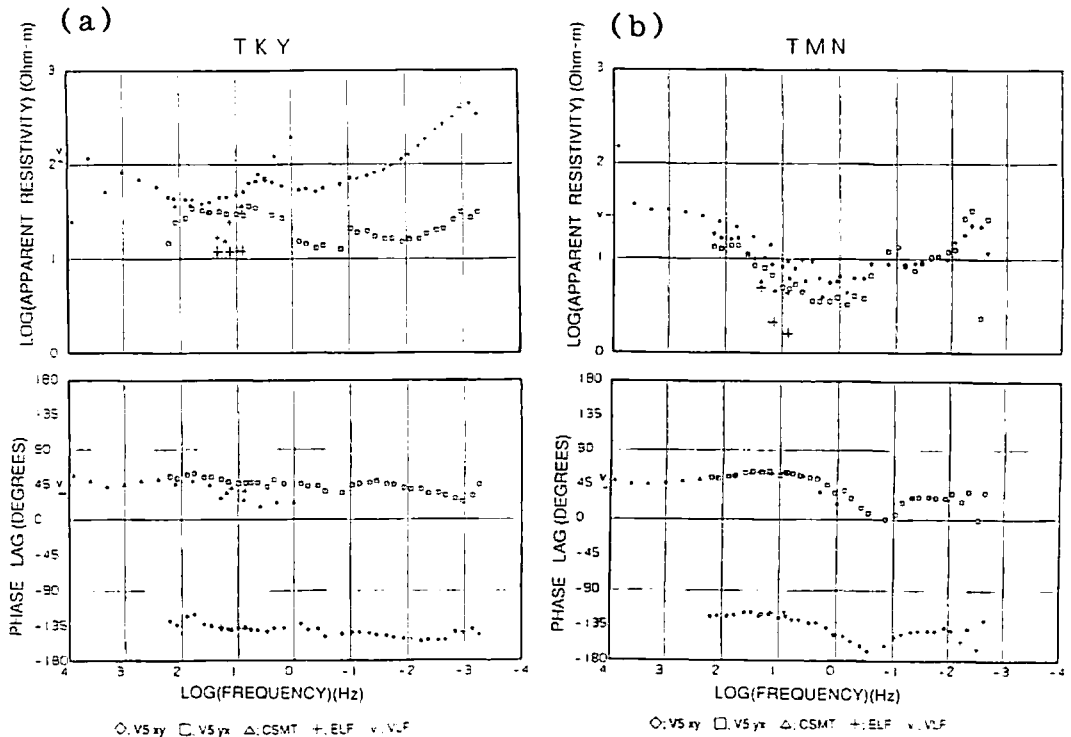 (a)
TKY
LOG(APPARENT RESISTIVITY) (Ohm-m)
3
2
1
0
v
PHASE LAG (DEGREES)
180
135
90
45
0
-45
-90
-135
-180
v
4 3 2 1 0 -1 -2 -3 -4
LOG(FREQUENCY)(Hz)
◇; V5 xy □; V5 yx △; CSMT +; ELF v; VLF
(b)
TMN
LOG(APPARENT RESISTIVITY) (Ohm-m)
3
2
1
0
v
PHASE LAG (DEGREES)
180
135
90
45
0
-45
-90
-135
-180
v
4 3 2 1 0 -1 -2 -3 -4
LOG(FREQUENCY)(Hz)
◇; V5 xy □; V5 yx △; CSMT +; ELF v; VLF